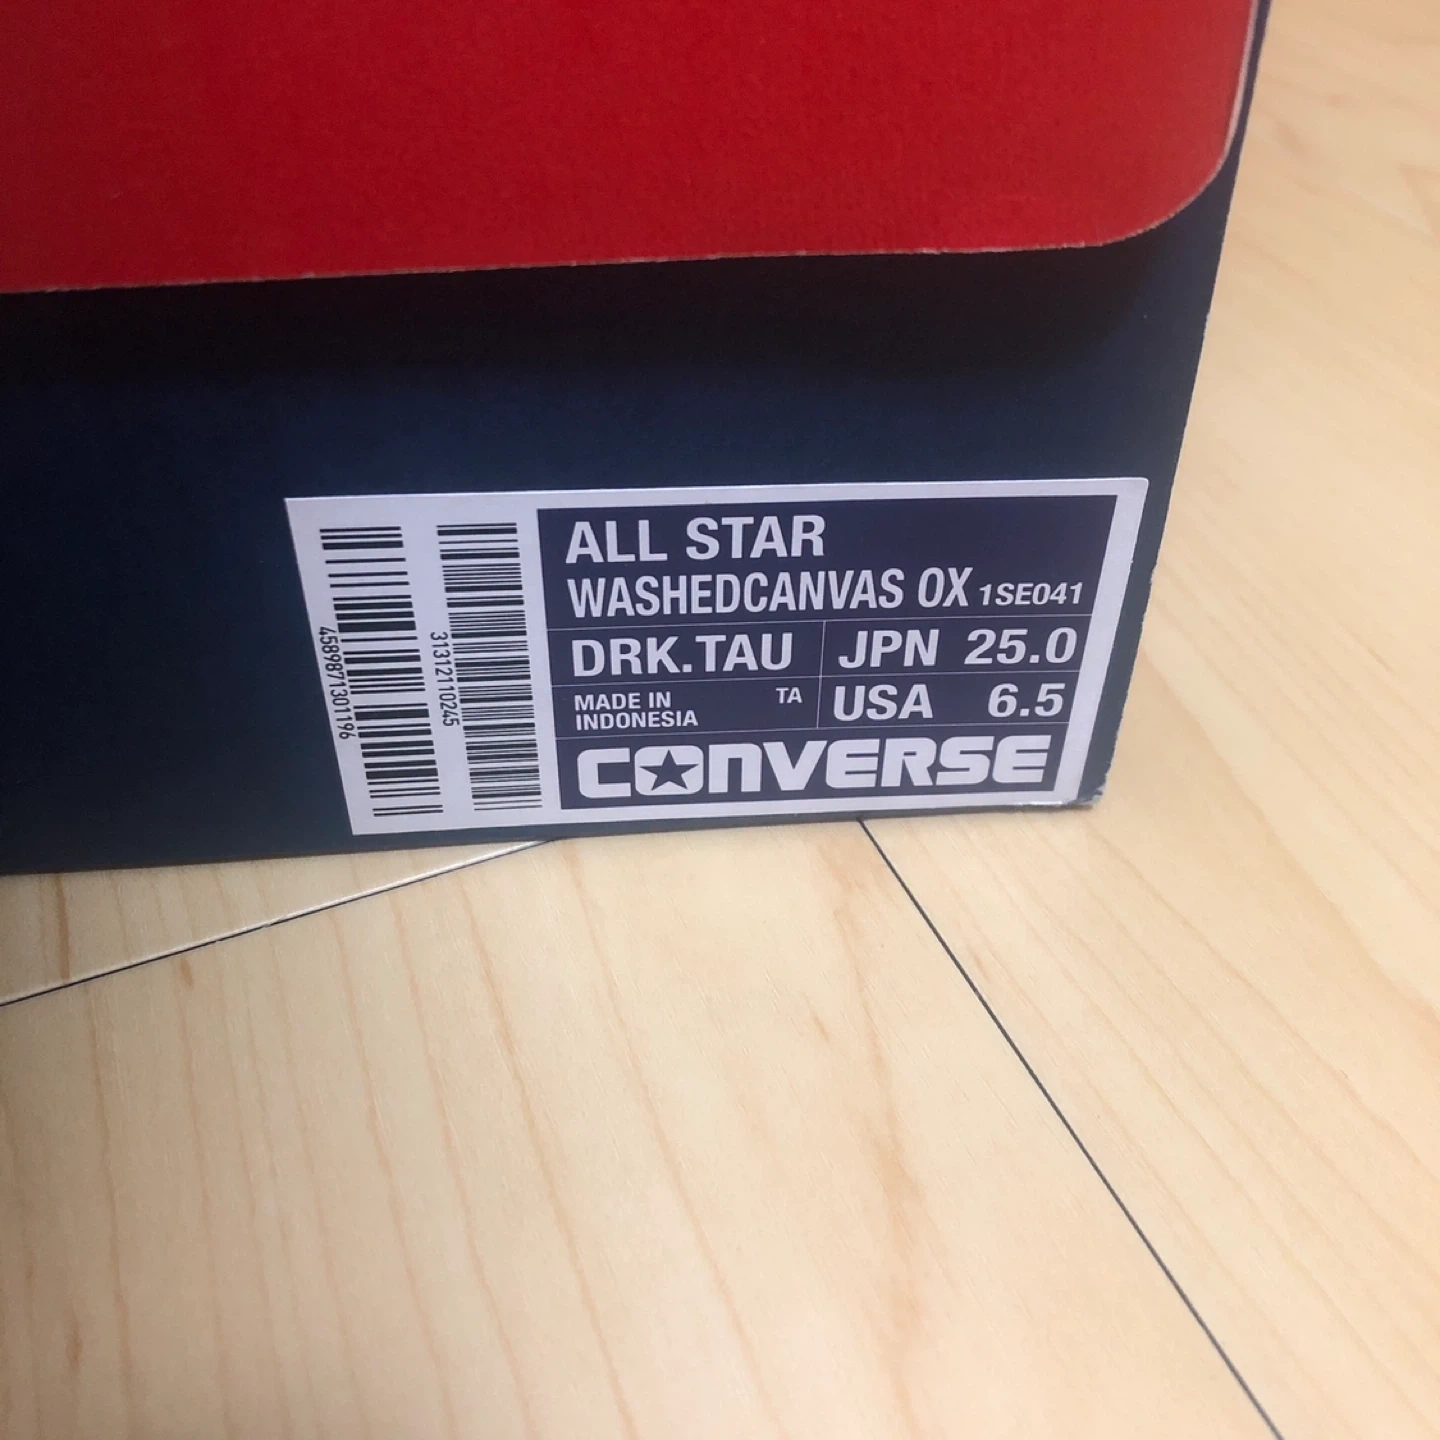 4589871301196
31312110245
ALL STAR
WASHEDCANVAS OX 1SE041
DRK.TAU
JPN 25.0
MADE IN
INDONESIA
TA
USA 6.5
CONVERSE